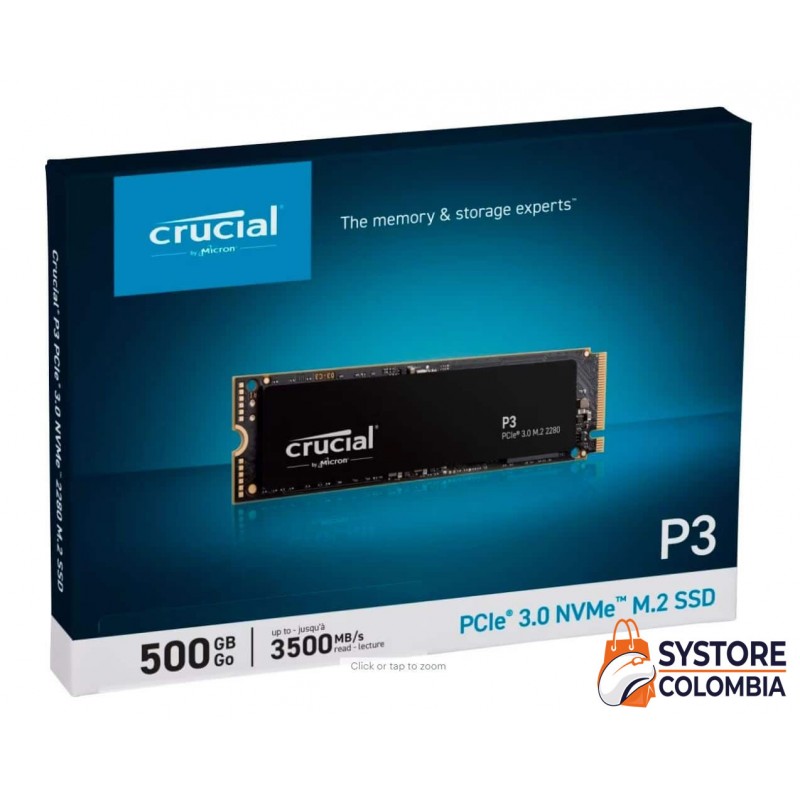 crucial
by Micron
The memory & storage experts™
Crucial® P3 PCIe® 3.0 NVMe™ 2280 M.2 SSD
crucial
by Micron
P3
PCIe® 3.0 M.2 2280
P3
PCIe® 3.0 NVMe™ M.2 SSD
500 GB
Go
up to - jusqu'à
3500 MB/s
read - lecture
Click or tap to zoom
SYSTORE
COLOMBIA